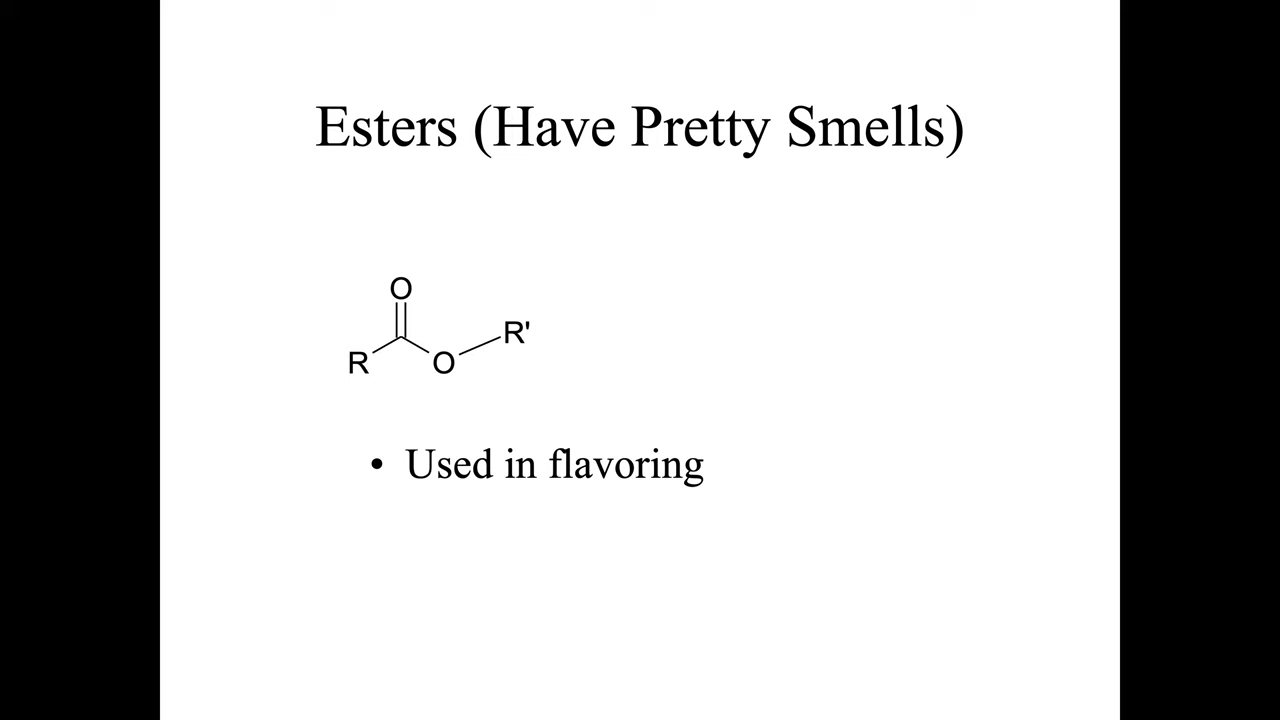 Esters (Have Pretty Smells)
O
R'
R
O
• Used in flavoring